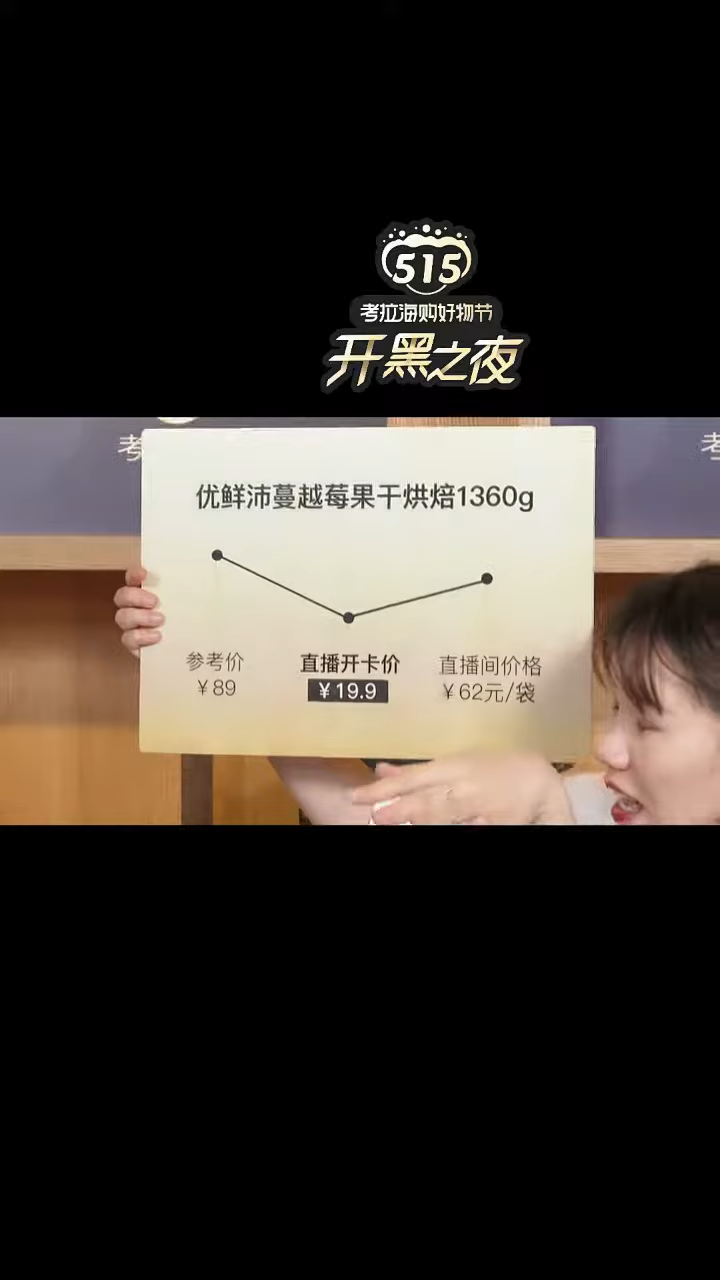 515
考拉海购好物节
开黑之夜
考
考
优鲜沛蔓越莓果干烘焙1360g
参考价
¥89
直播开卡价
¥19.9
直播间价格
¥62元/袋